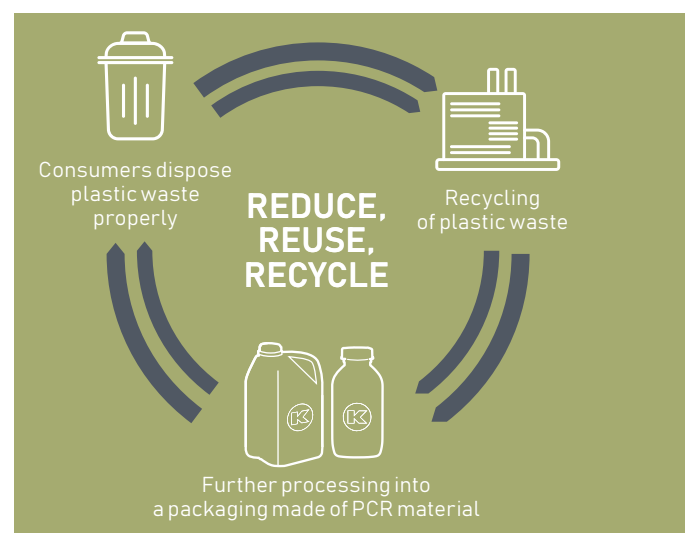 Consumers dispose
plastic waste
properly
REDUCE,
REUSE,
RECYCLE
Recycling
of plastic waste
K
K
Further processing into
a packaging made of PCR material